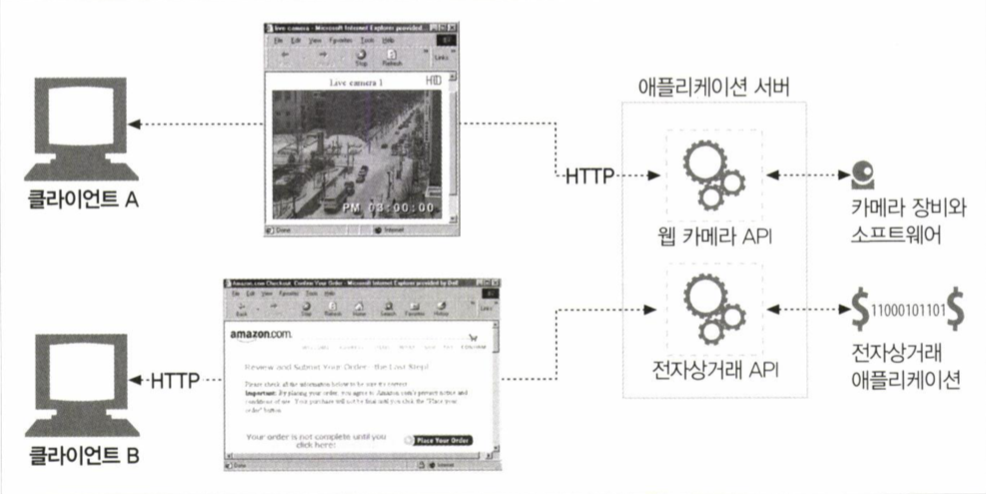 live camera - Microsoft Internet Explorer provided
File Edit View Favorites Tools Help
Stop Refresh
Links
Live camera 1
PM 03:00:00
Done
Internet
클라이언트 A
HTTP
애플리케이션 서버
웹 카메라 API
카메라 장비와
소프트웨어
Amazon.com Checkout: Confirm Your Order - Microsoft Internet Explorer provided by Dell
File Edit View Favorites Tools Help
Back Stop Refresh Home Search Favorites History
Links
amazon.com.
Review and Submit Your Order - the Last Step!
Please check all the information below to be sure it's correct.
Important: By placing your order, you agree to Amazon.com's privacy notice and
conditions of use. Your purchase will not be final until you click the "Place your
order" button.
Your order is not complete until you
click here:
Place Your Order
Done
Internet
HTTP
클라이언트 B
전자상거래 API
$11000101101$
전자상거래
애플리케이션